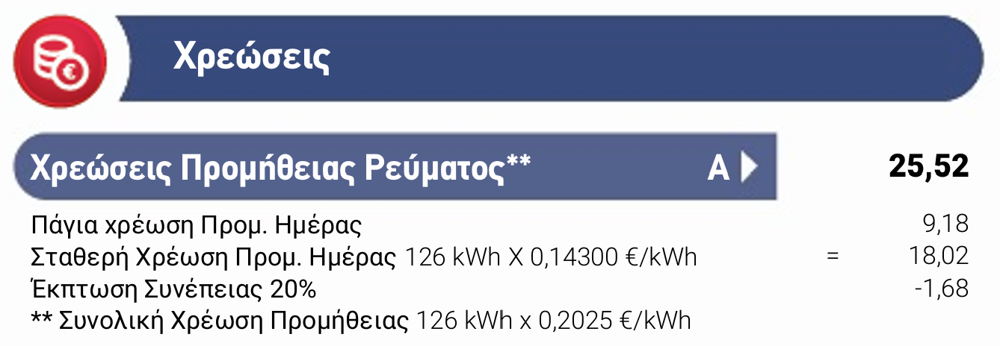 Χρεώσεις
Χρεώσεις Προμήθειας Ρεύματος** Α 25,52
Πάγια χρέωση Προμ. Ημέρας 9,18
Σταθερή Χρέωση Προμ. Ημέρας 126 kWh X 0,14300 €/kWh = 18,02
Έκπτωση Συνέπειας 20% -1,68
** Συνολική Χρέωση Προμήθειας 126 kWh x 0,2025 €/kWh